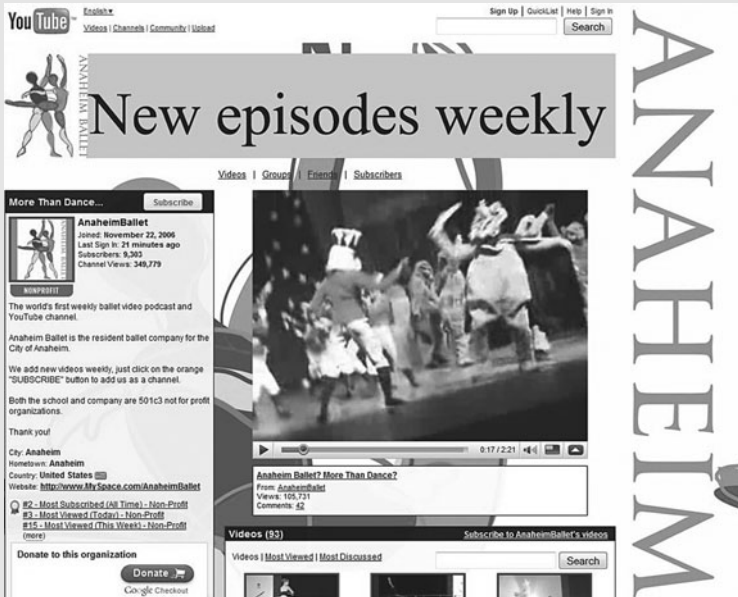 You Tube
English
Videos | Channels | Community | Upload
Sign Up | QuickList | Help | Sign In
Search
ANAHEIM BALLET
New episodes weekly
ANAHEIM
Videos | Groups | Friends | Subscribers
More Than Dance...
Subscribe
AnaheimBallet
Joined: November 22, 2006
Last Sign In: 21 minutes ago
Subscribers: 9,303
Channel Views: 349,779
NONPROFIT
The world's first weekly ballet video podcast and
YouTube channel.
Anaheim Ballet is the resident ballet company for the
City of Anaheim.
We add new videos weekly, just click on the orange
"SUBSCRIBE" button to add us as a channel.
Both the school and company are 501c3 not for profit
organizations.
Thank you!
City: Anaheim
Hometown: Anaheim
Country: United States
Website: http://www.MySpace.com/AnaheimBallet
#2 - Most Subscribed (All Time) - Non-Profit
#3 - Most Viewed (Today) - Non-Profit
#15 - Most Viewed (This Week) - Non-Profit
(more)
Donate to this organization
Donate
Google Checkout
0:17 / 2:21
Anaheim Ballet? More Than Dance?
From: AnaheimBallet
Views: 105,731
Comments: 42
Videos (93)
Subscribe to AnaheimBallet's videos
Videos | Most Viewed | Most Discussed
Search